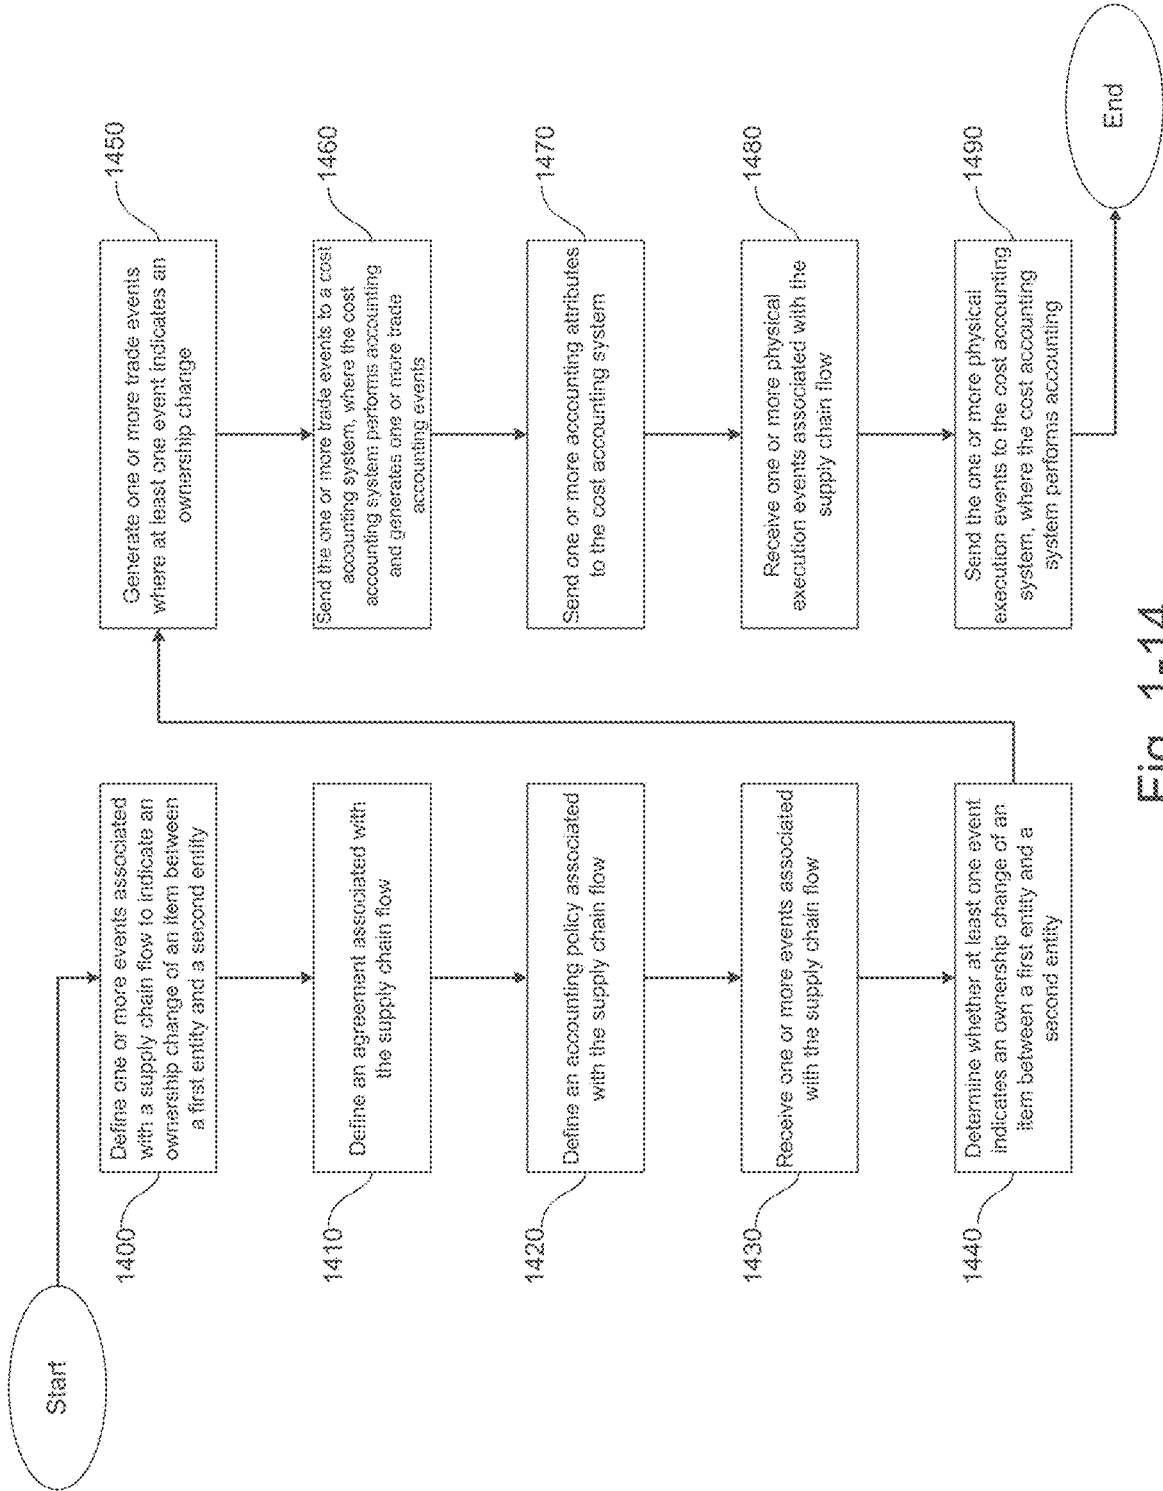 Start
1400
Define one or more events associated
with a supply chain flow to indicate an
ownership change of an item between
a first entity and a second entity
1410
Define an agreement associated with
the supply chain flow
1420
Define an accounting policy associated
with the supply chain flow
1430
Receive one or more events associated
with the supply chain flow
1440
Determine whether at least one event
indicates an ownership change of an
item between a first entity and a
second entity
1450
Generate one or more trade events
where at least one event indicates an
ownership change
1460
Send the one or more trade events to a cost
accounting system, where the cost
accounting system performs accounting
and generates one or more trade
accounting events
1470
Send one or more accounting attributes
to the cost accounting system
1480
Receive one or more physical
execution events associated with the
supply chain flow
1490
Send the one or more physical
execution events to the cost accounting
system, where the cost accounting
system performs accounting
End
Fig. 1-14